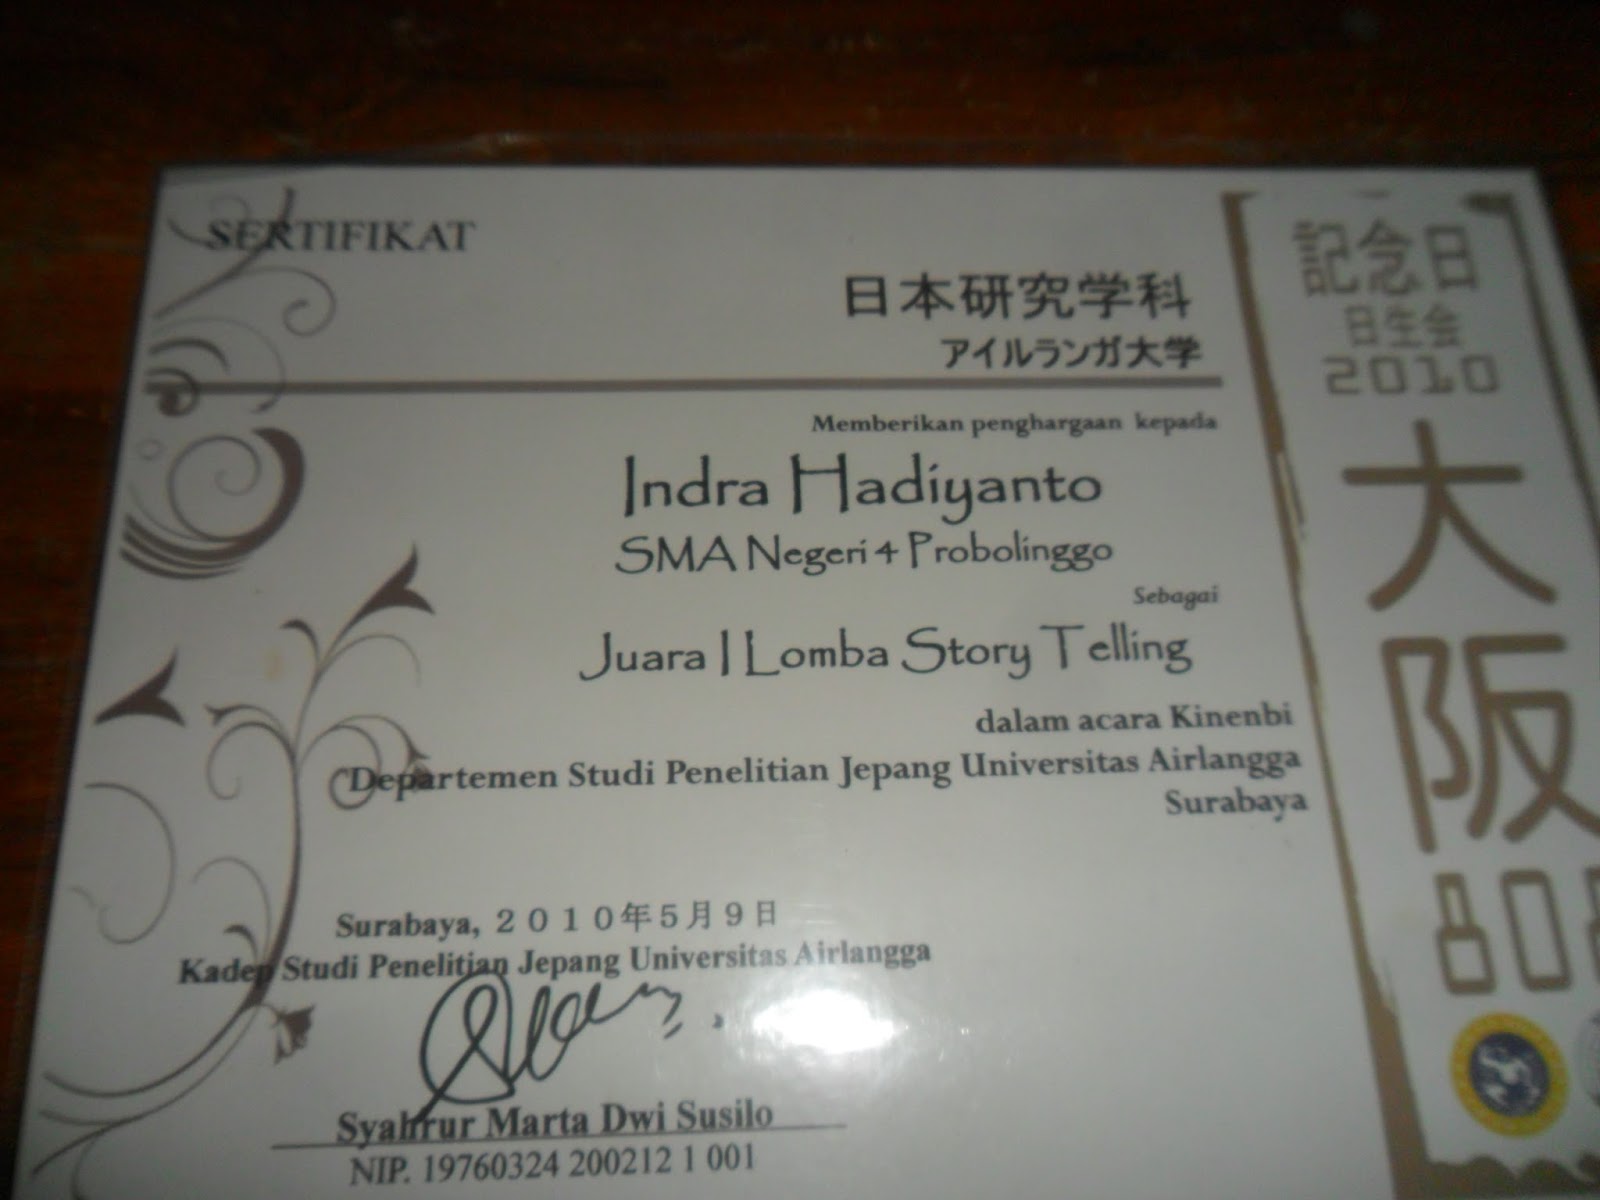 SERTIFIKAT
日本研究学科
アイルランガ大学
Memberikan penghargaan kepada
Indra Hadiyanto
SMA Negeri 4 Probolinggo
Sebagai
Juara I Lomba Story Telling
dalam acara Kinenbi
Departemen Studi Penelitian Jepang Universitas Airlangga
Surabaya
Surabaya, 2010年5月9日
Kadep Studi Penelitian Jepang Universitas Airlangga
Syahrur Marta Dwi Susilo
NIP. 19760324 200212 1 001
記念日
日生会
2010
大
阪